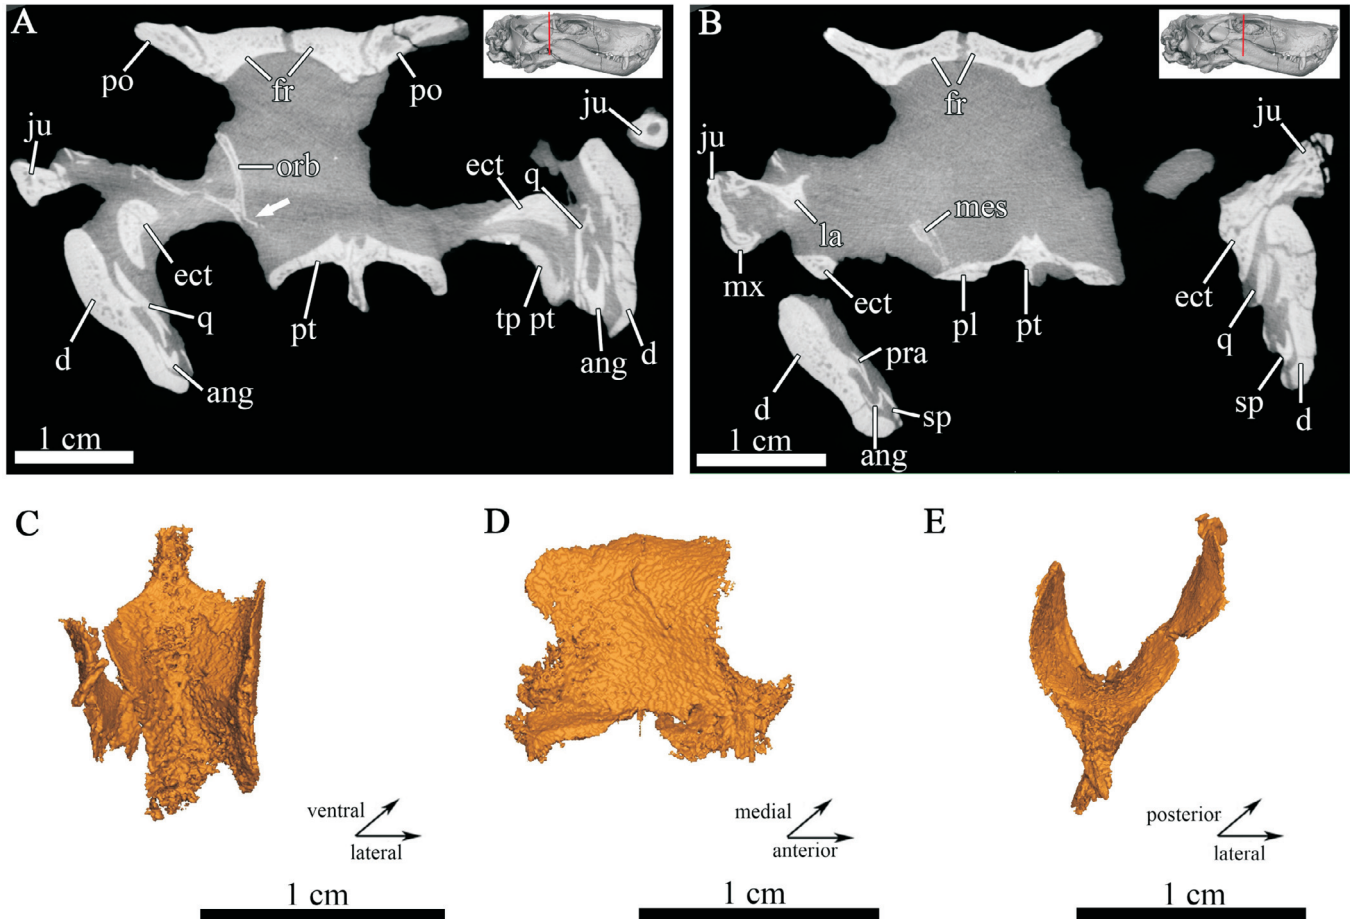 A
po
fr
po
ju
ju
orb
ect
q
ect
q
pt
tp pt
d
ang
ang
d
1 cm
B
fr
ju
ju
mes
la
mx
ect
pl
pt
ect
q
pra
d
sp
sp
d
ang
1 cm
C
ventral
lateral
1 cm
D
medial
anterior
1 cm
E
posterior
lateral
1 cm